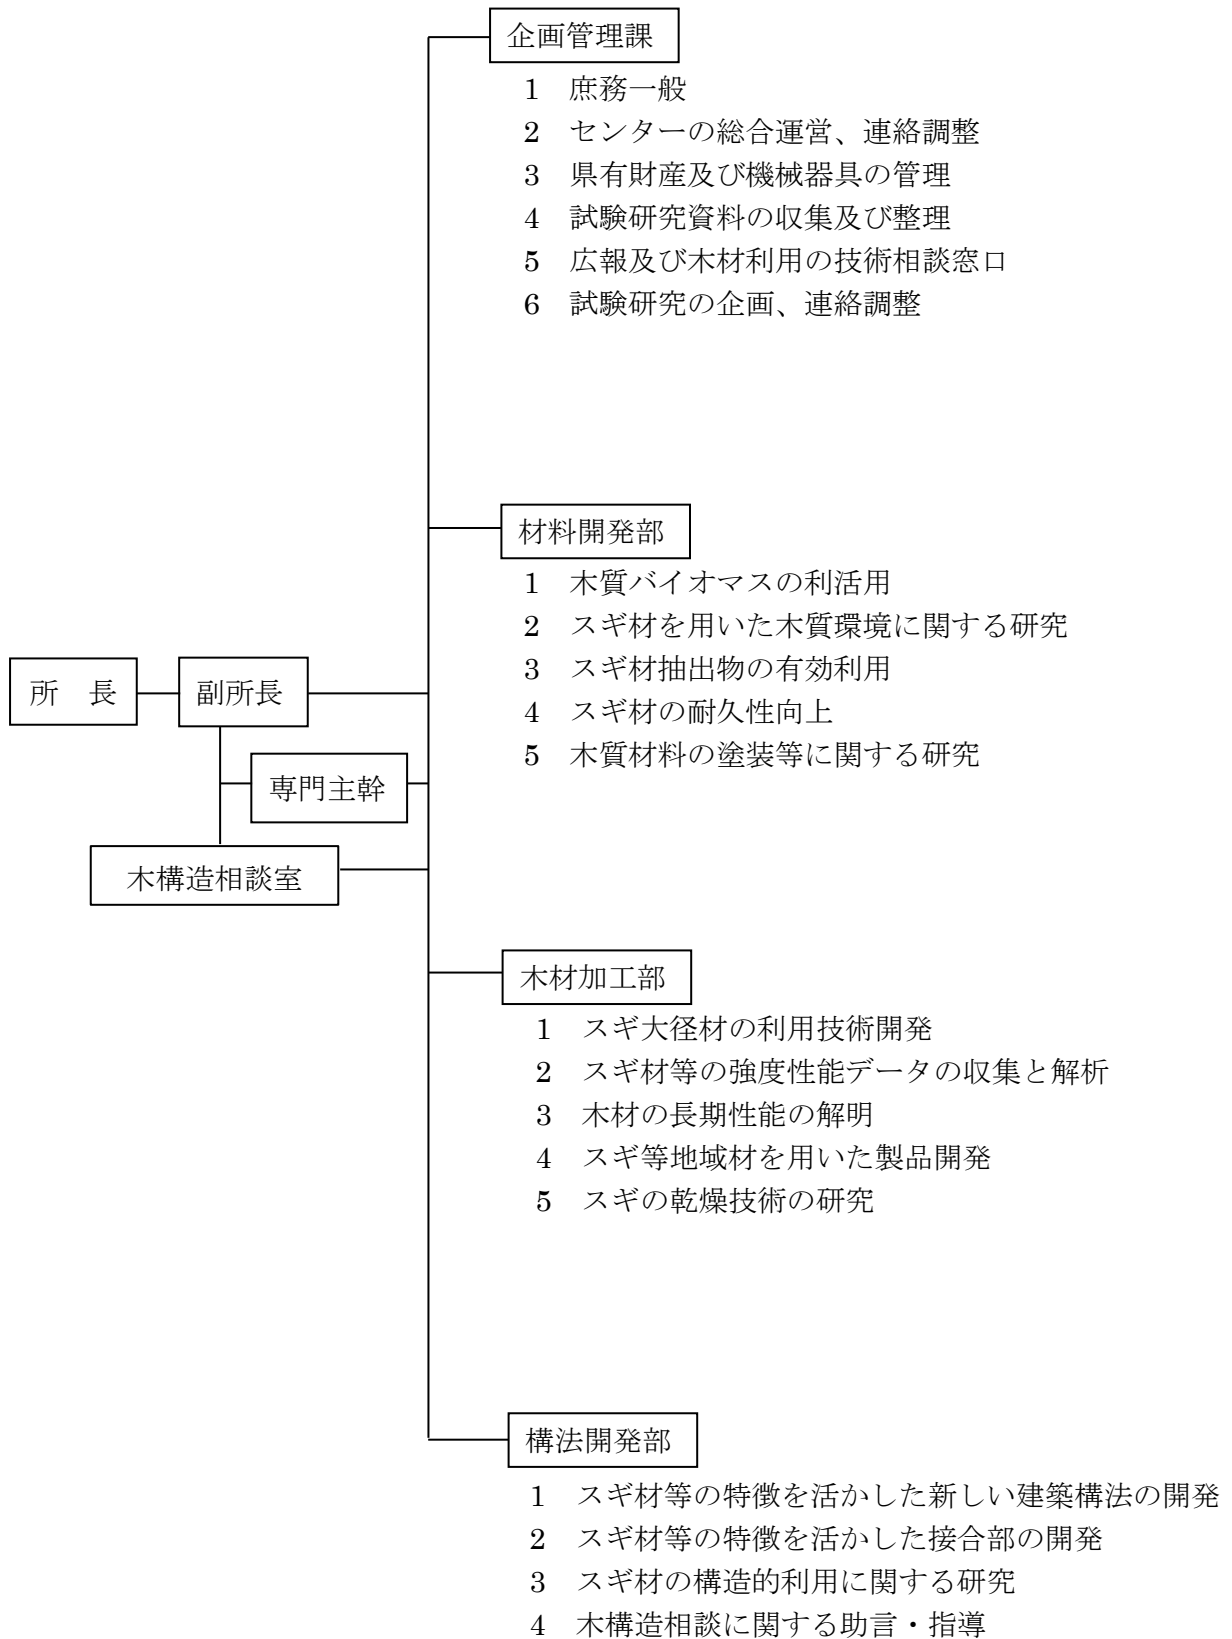 企画管理課
1 庶務一般
2 センターの総合運営、連絡調整
3 県有財産及び機械器具の管理
4 試験研究資料の収集及び整理
5 広報及び木材利用の技術相談窓口
6 試験研究の企画、連絡調整
材料開発部
1 木質バイオマスの利活用
2 スギ材を用いた木質環境に関する研究
3 スギ材抽出物の有効利用
4 スギ材の耐久性向上
5 木質材料の塗装等に関する研究
所 長
副所長
専門主幹
木構造相談室
木材加工部
1 スギ大径材の利用技術開発
2 スギ材等の強度性能データの収集と解析
3 木材の長期性能の解明
4 スギ等地域材を用いた製品開発
5 スギの乾燥技術の研究
構法開発部
1 スギ材等の特徴を活かした新しい建築構法の開発
2 スギ材等の特徴を活かした接合部の開発
3 スギ材の構造的利用に関する研究
4 木構造相談に関する助言・指導